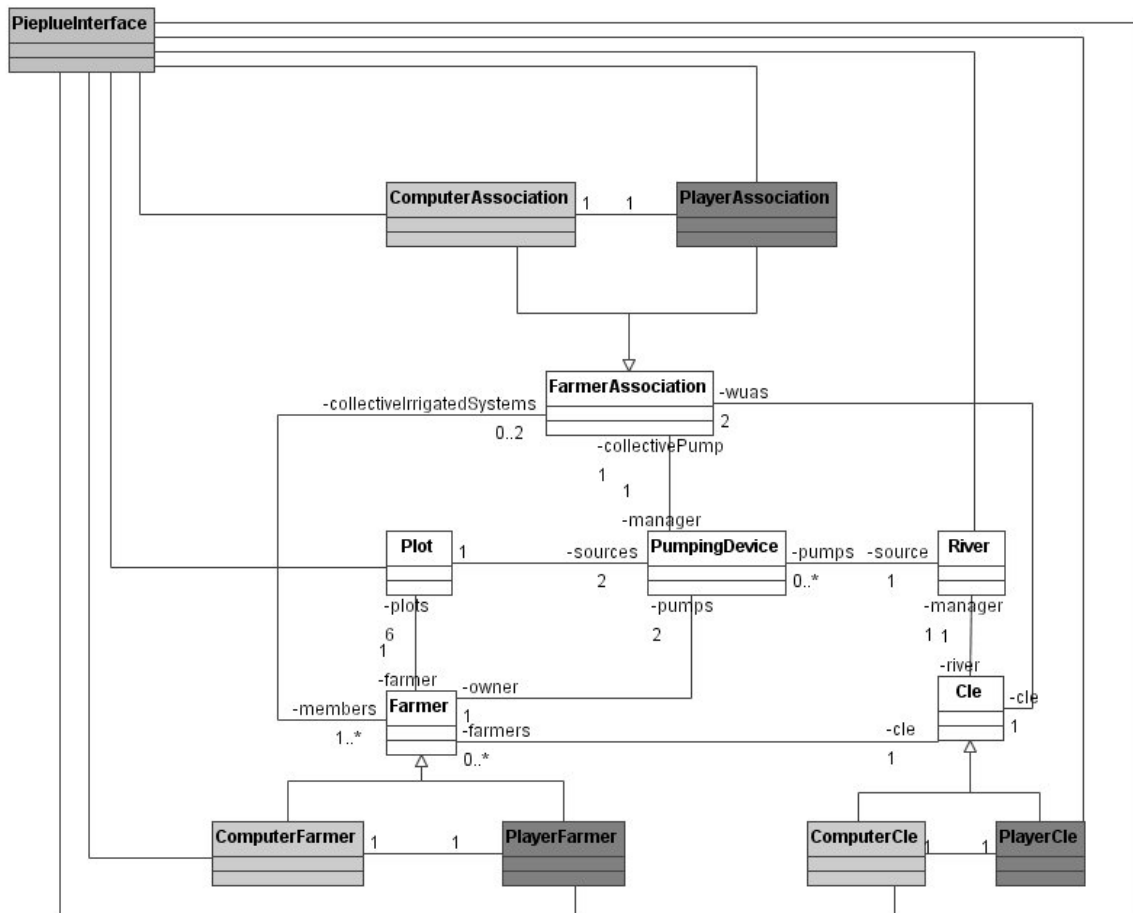 PieplueInterface
ComputerAssociation
1
1
PlayerAssociation
FarmerAssociation
-wuas
2
-collectiveIrrigatedSystems
0..2
-collectivePump
1
1
-manager
Plot
1
-sources
2
PumpingDevice
-pumps
0..*
-source
1
River
-plots
6
1
-farmer
-pumps
2
-manager
1
1
-river
Farmer
-owner
1
-members
1..*
-farmers
0..*
Cle
-cle
1
-cle
1
ComputerFarmer
1
1
PlayerFarmer
ComputerCle
1
1
PlayerCle